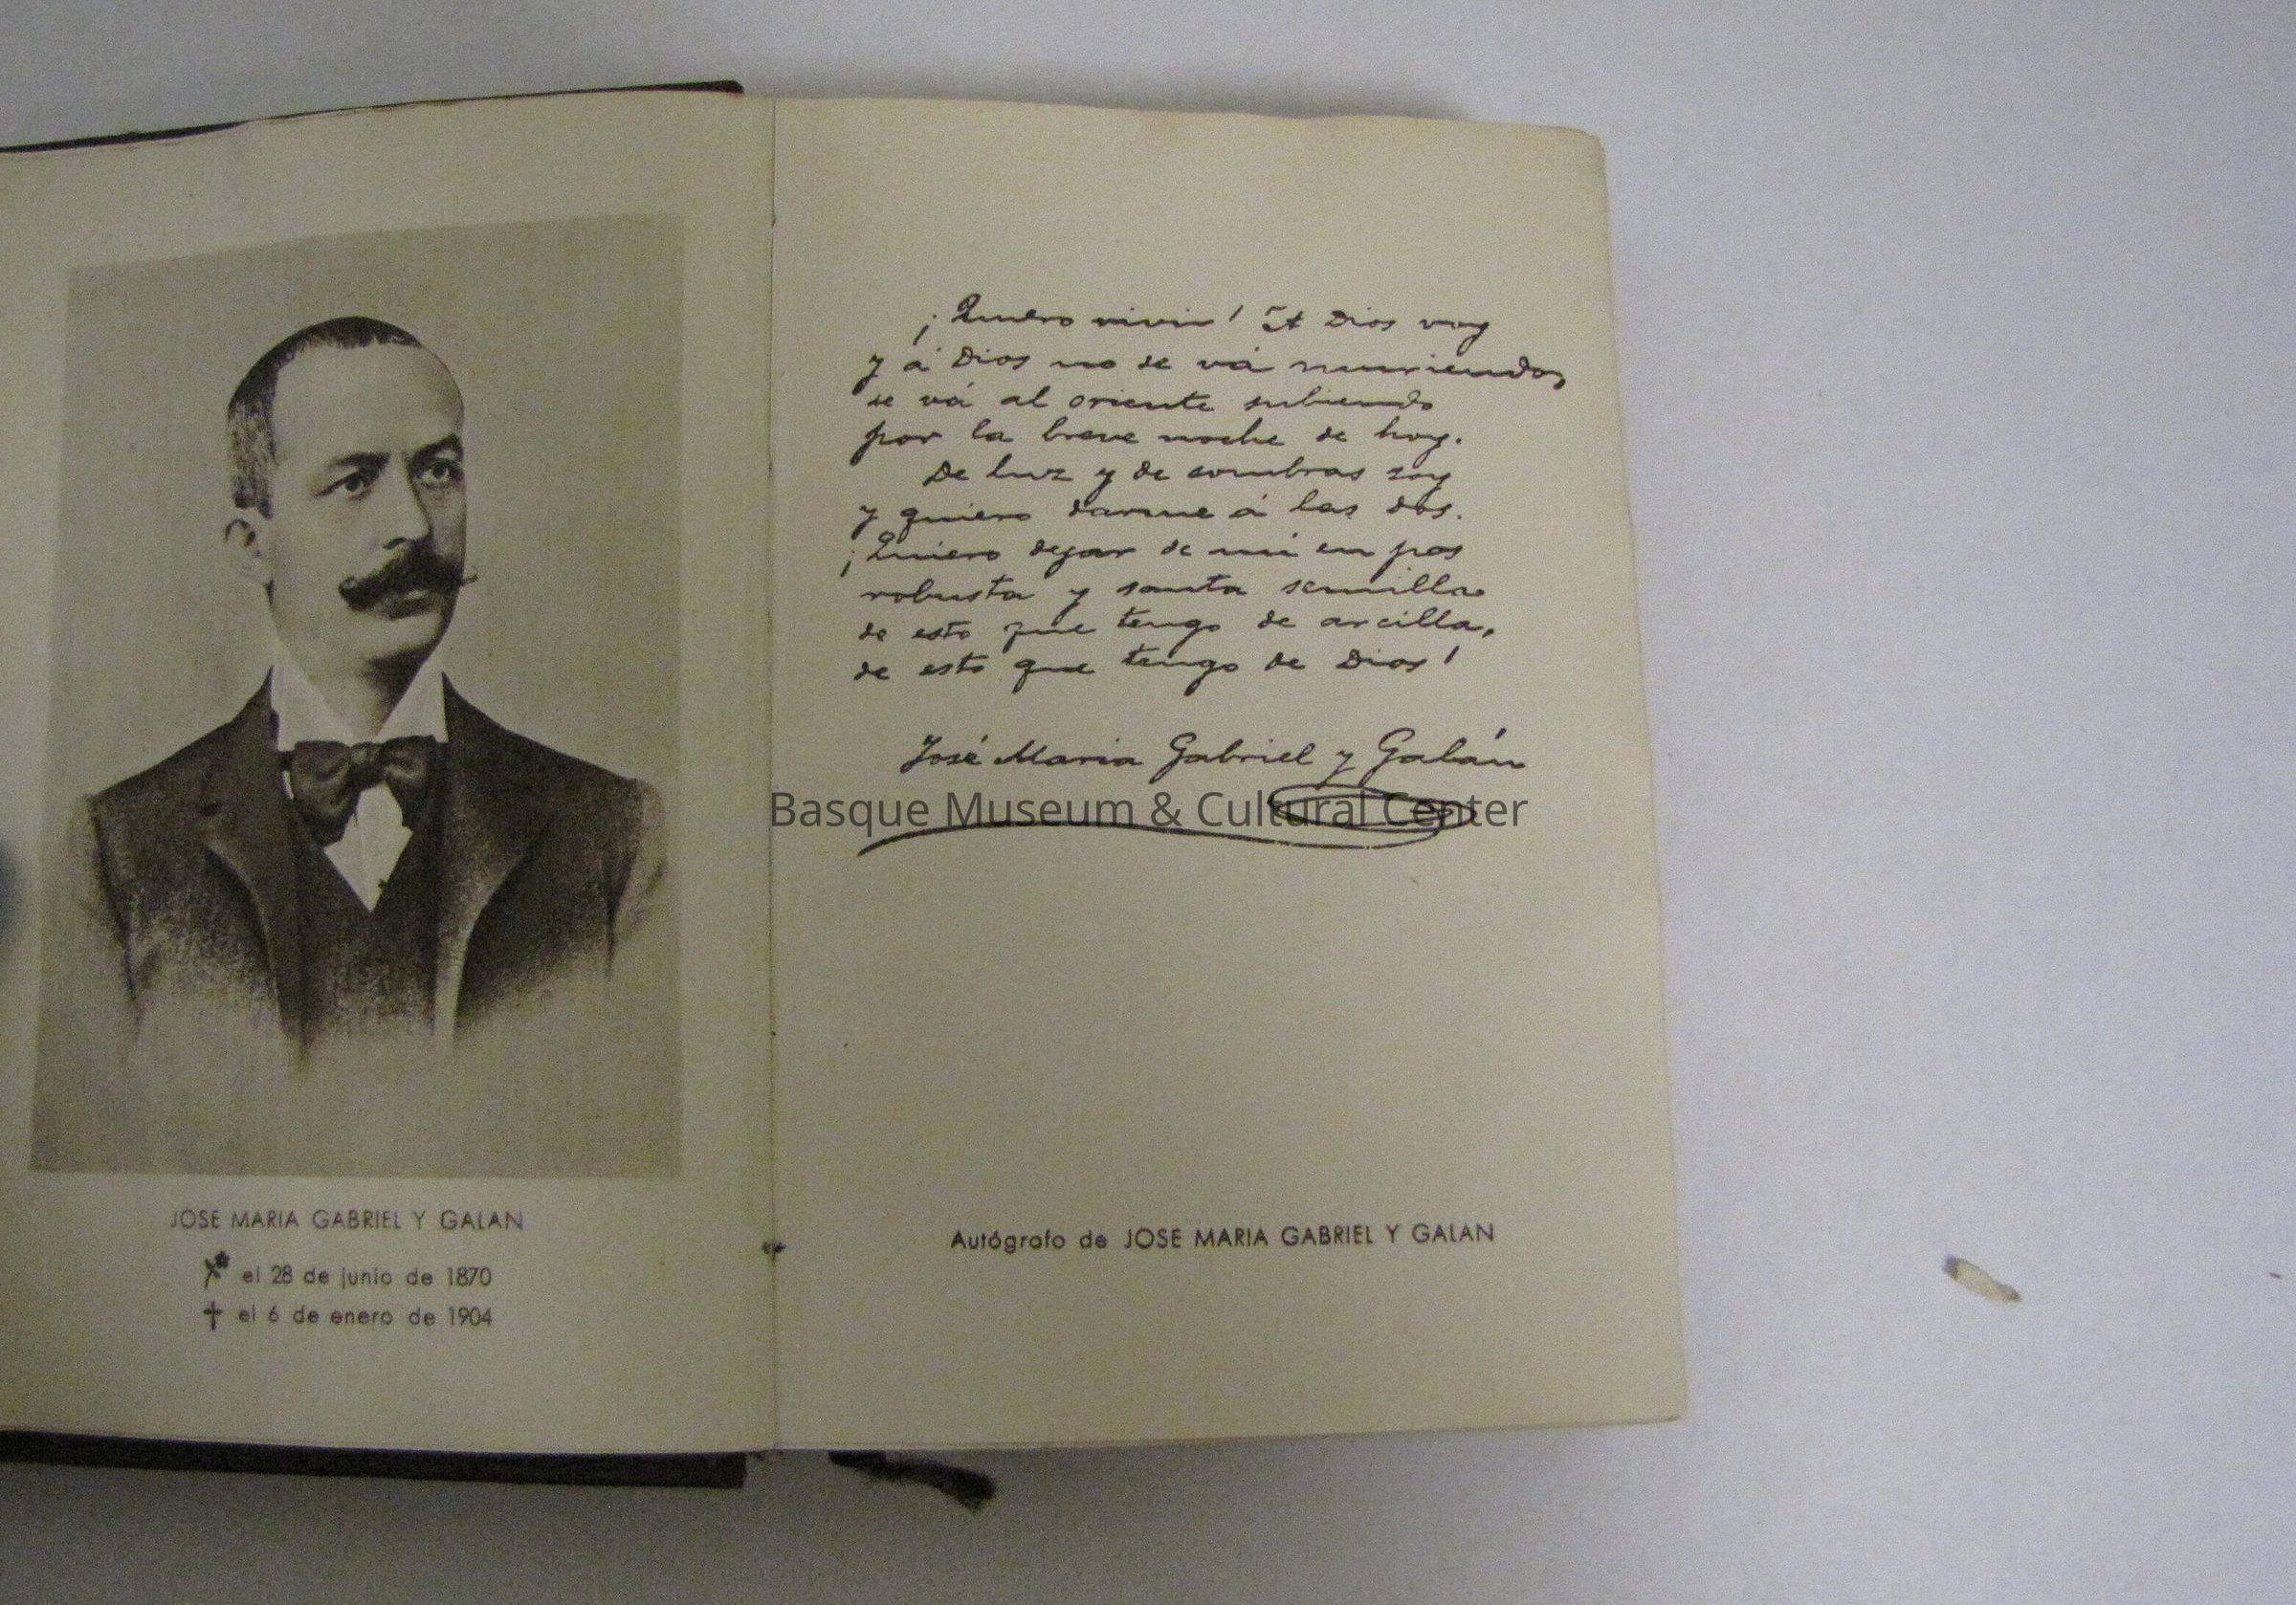 JOSE MARIA GABRIEL Y GALAN
el 28 de junio de 1870
✝ el 6 de enero de 1904
¡Quiero vivir! A Dios voy
y á Dios no se vá muriendo,
se vá al oriente subiendo
por la breve noche de hoy.
De luz y de sombras soy
y quiero darme á las dos.
¡Quiero dejar de mí en pos
robusta y santa semilla
de esto que tengo de arcilla,
de esto que tengo de Dios!
José Maria Gabriel y Galán
Basque Museum & Cultural Center
Autógrafo de JOSE MARIA GABRIEL Y GALAN